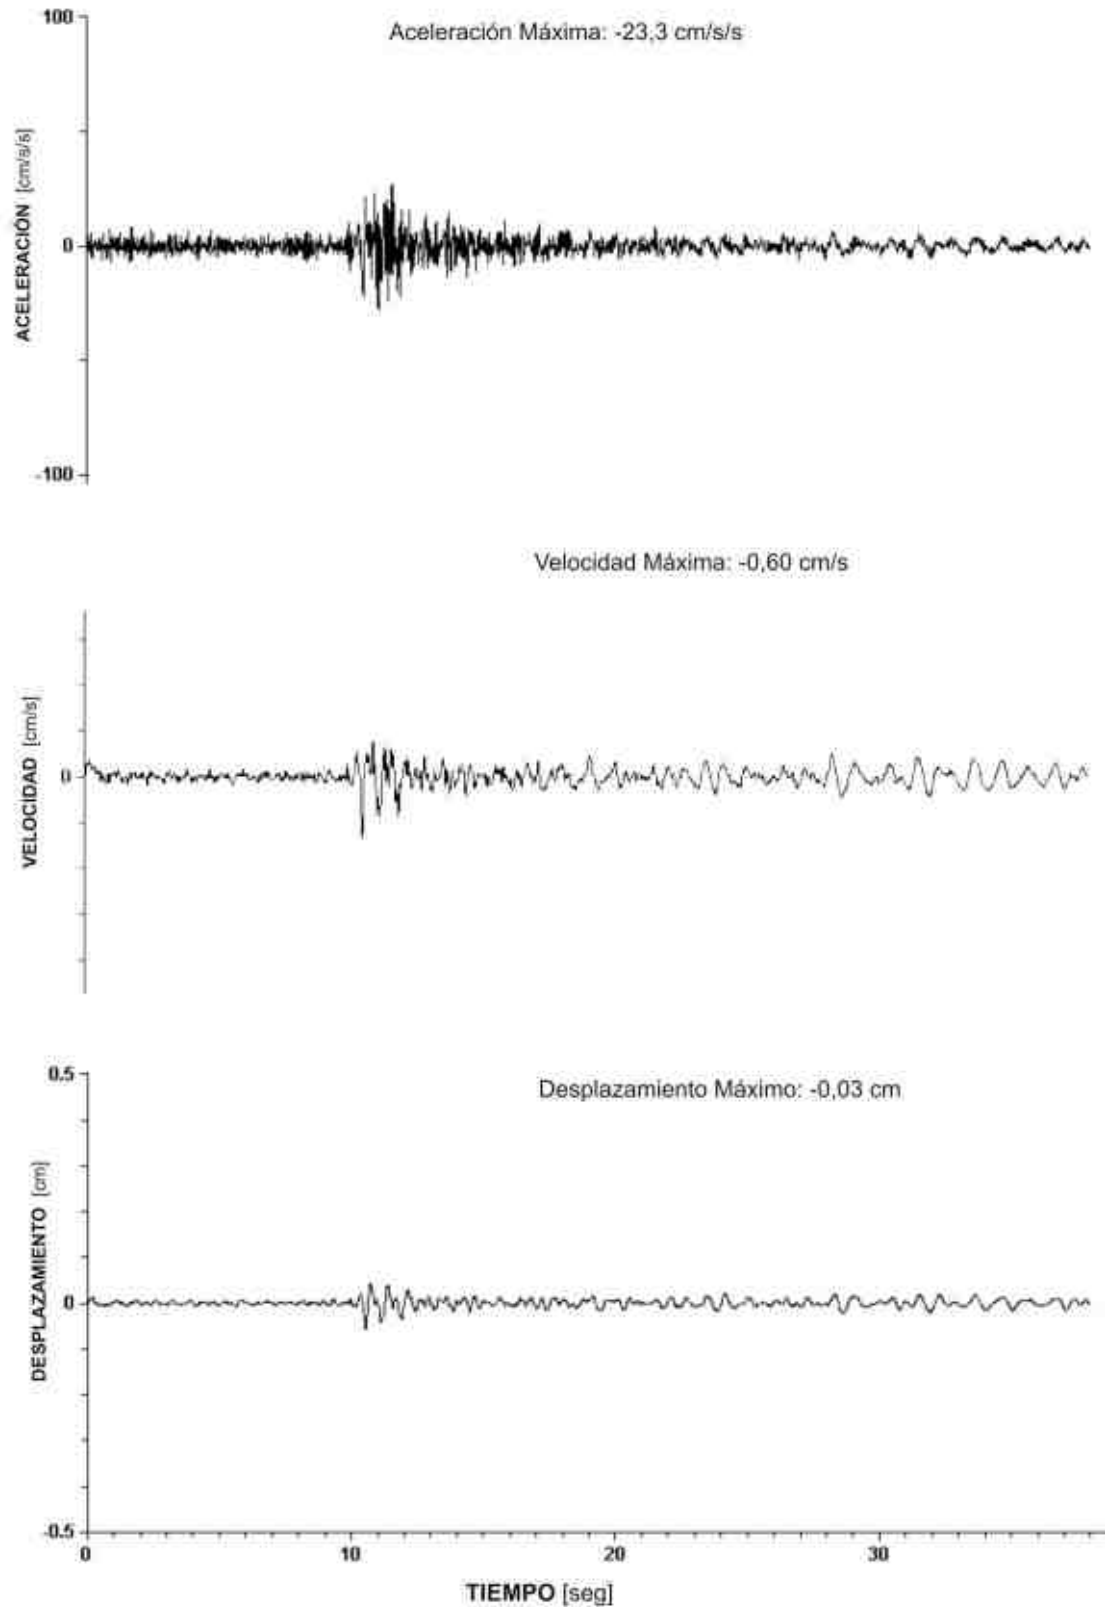 100
Aceleración Máxima: -23,3 cm/s/s
ACELERACIÓN [cm/s/s]
0
-100
Velocidad Máxima: -0,60 cm/s
VELOCIDAD [cm/s]
0
0.5
Desplazamiento Máximo: -0,03 cm
DESPLAZAMIENTO [cm]
0
-0.5
0 10 20 30
TIEMPO [seg]